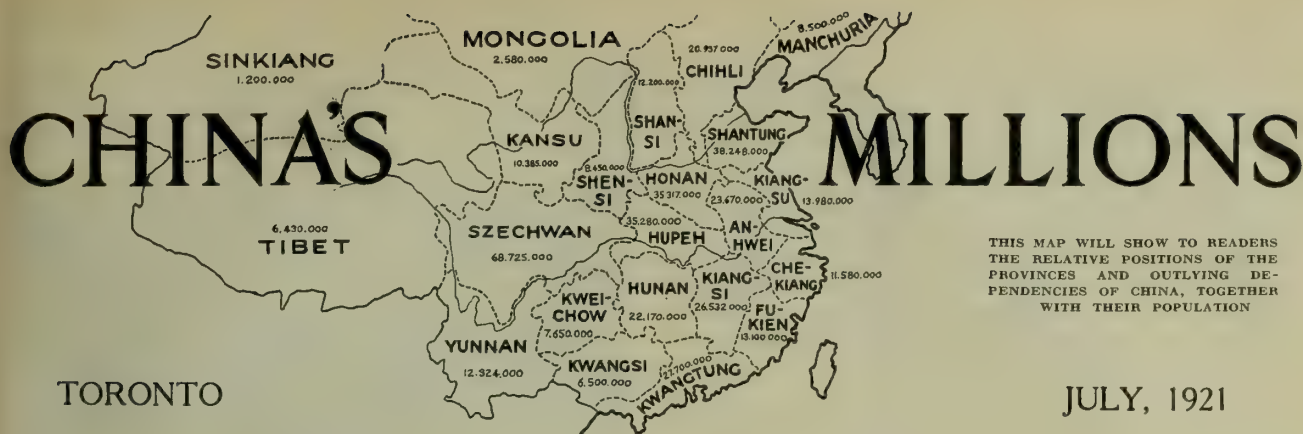 8.500.000
MANCHURIA
MONGOLIA
2.580.000
SINKIANG
1.200.000
20.937.000
CHIHLI
12.200.000
CHINA'S MILLIONS
SHAN-
SI
KANSU
10.385.000
SHANTUNG
38.248.000
8.450.000
SHEN-
SI
HONAN
35.317.000
KIANG-
SU
13.980.000
23.670.000
AN-
HWEI
6,430.000
TIBET
SZECHWAN
68.725.000
35.280.000
HUPEH
THIS MAP WILL SHOW TO READERS
THE RELATIVE POSITIONS OF THE
PROVINCES AND OUTLYING DE-
PENDENCIES OF CHINA, TOGETHER
WITH THEIR POPULATION
CHE-
KIANG
11.580.000
HUNAN
22.170.000
KIANG
SI
26.532.000
KWEI-
CHOW
7.650.000
FU-
KIEN
13.100.000
YUNNAN
12.324.000
KWANGSI
6.500.000
27.700.000
KWANGTUNG
TORONTO
JULY, 1921